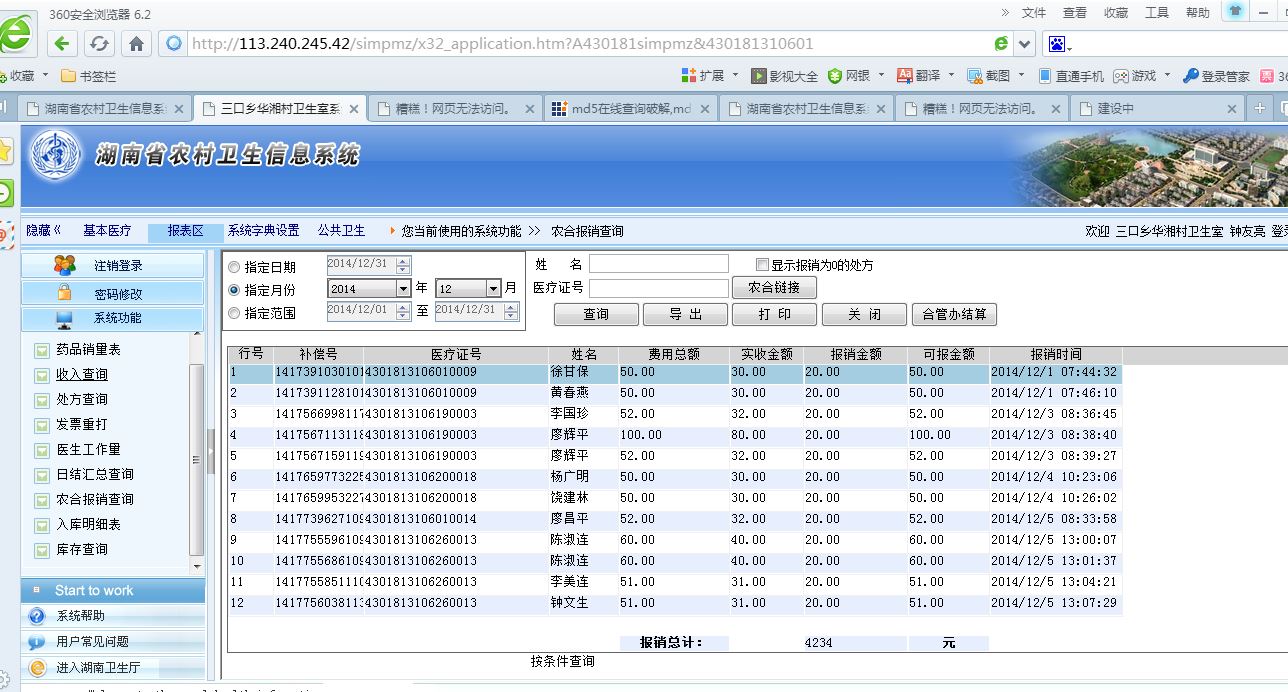 360安全浏览器 6.2
» 文件 查看 收藏 工具 帮助
http://113.240.245.42/simpmz/x32_application.htm?A430181simpmz&430181310601
收藏 书签栏 扩展 影视大全 网银 翻译 截图 直通手机 游戏 登录管家
湖南省农村卫生信息系 三口乡华湘村卫生室系 糟糕！网页无法访问。 md5在线查询破解,md 湖南省农村卫生信息系 糟糕！网页无法访问。 建设中
湖南省农村卫生信息系统
隐藏《 基本医疗 报表区 系统字典设置 公共卫生 您当前使用的系统功能 >> 农合报销查询 欢迎 三口乡华湘村卫生室 钟友亮
注销登录
密码修改
系统功能
药品销量表
收入查询
处方查询
发票重打
医生工作量
日结汇总查询
农合报销查询
入库明细表
库存查询
Start to work
系统帮助
用户常见问题
进入湖南卫生厅
指定日期 2014/12/31
指定月份 2014 年 12 月
指定范围 2014/12/01 至 2014/12/31
姓 名 显示报销为0的处方
医疗证号 农合链接
查询 导 出 打 印 关 闭 合管办结算
行号 补偿号 医疗证号 姓名 费用总额 实收金额 报销金额 可报金额 报销时间
1 1417391030101 4301813106010009 徐甘保 50.00 30.00 20.00 50.00 2014/12/1 07:44:32
2 1417391128101 4301813106010009 黄春燕 50.00 30.00 20.00 50.00 2014/12/1 07:46:10
3 1417566998117 4301813106190003 李国珍 52.00 32.00 20.00 52.00 2014/12/3 08:36:45
4 1417567113118 4301813106190003 廖辉平 100.00 80.00 20.00 100.00 2014/12/3 08:38:40
5 1417567159119 4301813106190003 廖辉平 52.00 32.00 20.00 52.00 2014/12/3 08:39:27
6 1417659773225 4301813106200018 杨广明 50.00 30.00 20.00 50.00 2014/12/4 10:23:06
7 1417659953227 4301813106200018 饶建林 50.00 30.00 20.00 50.00 2014/12/4 10:26:02
8 1417739627109 4301813106010014 廖昌平 52.00 32.00 20.00 52.00 2014/12/5 08:33:58
9 1417755596109 4301813106260013 陈淑连 60.00 40.00 20.00 60.00 2014/12/5 13:00:07
10 1417755686109 4301813106260013 陈淑连 60.00 40.00 20.00 60.00 2014/12/5 13:01:37
11 1417755851110 4301813106260013 李美连 51.00 31.00 20.00 51.00 2014/12/5 13:04:21
12 1417756038113 4301813106260013 钟文生 51.00 31.00 20.00 51.00 2014/12/5 13:07:29
报销总计： 4234 元
按条件查询